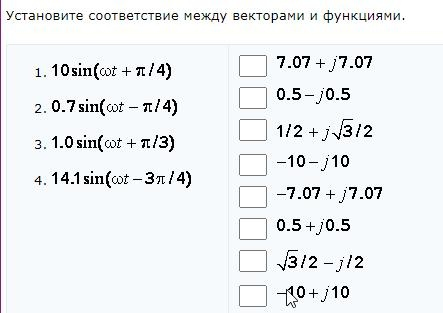 Установите соответствие между векторами и функциями.
1. 10sin(ωt + π/4)
2. 0.7sin(ωt − π/4)
3. 1.0sin(ωt + π/3)
4. 14.1sin(ωt − 3π/4)
7.07 + j7.07
0.5 − j0.5
1/2 + j√3/2
−10 − j10
−7.07 + j7.07
0.5 + j0.5
√3/2 − j/2
−10 + j10